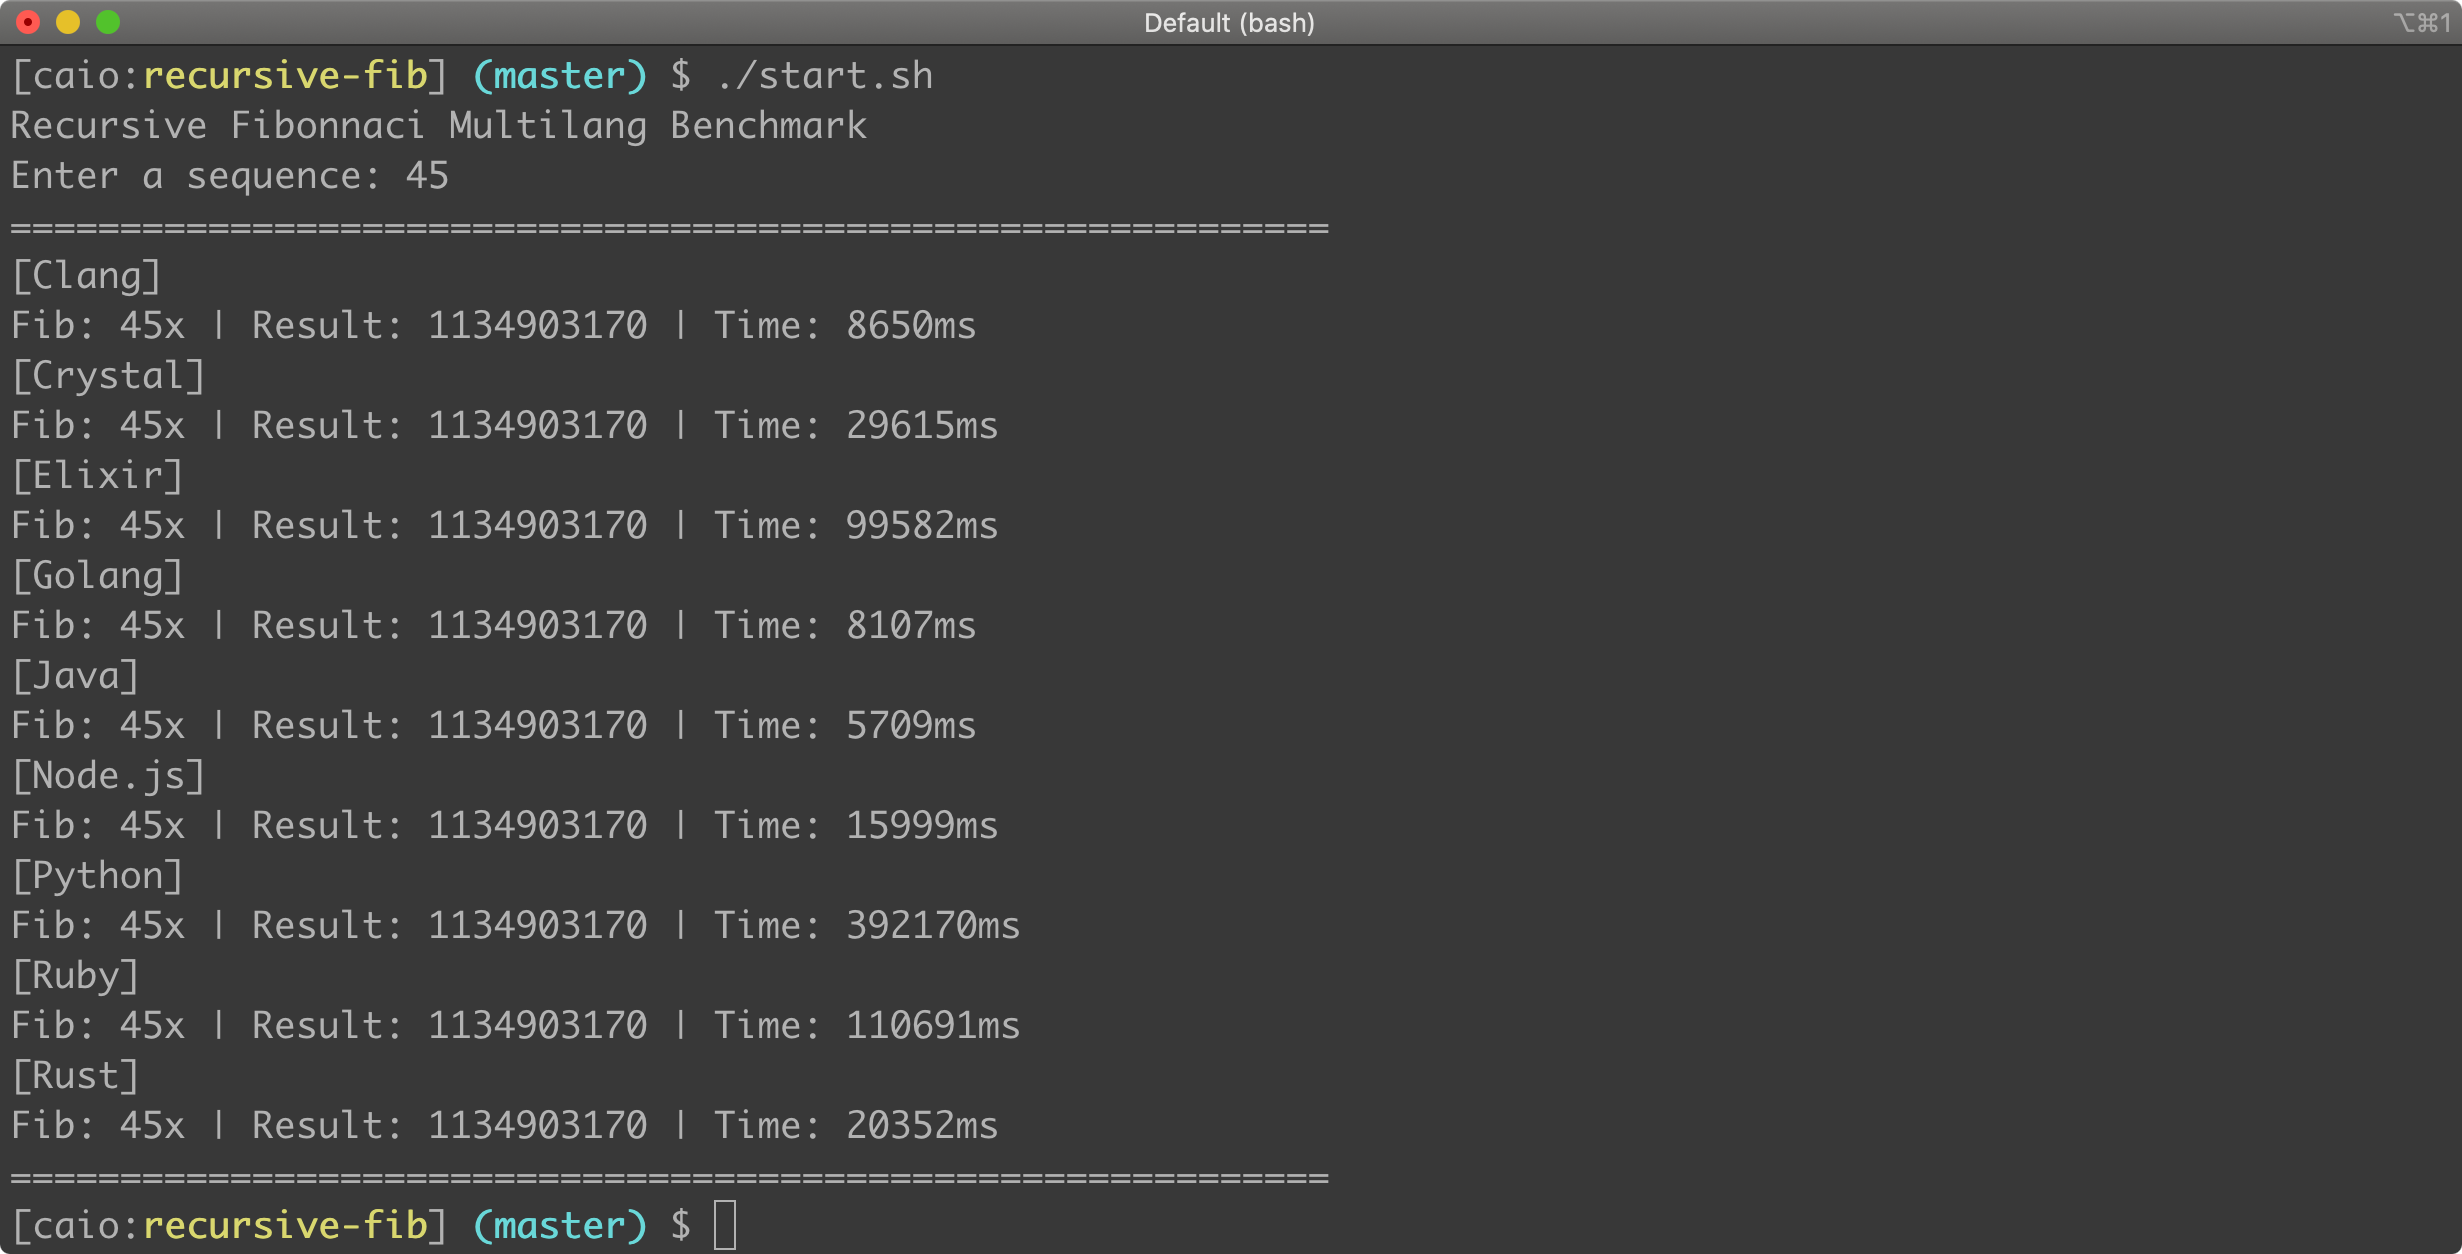 Default (bash)
⌥⌘1
[caio:recursive-fib] (master) $ ./start.sh
Recursive Fibonnaci Multilang Benchmark
Enter a sequence: 45
============================================================
[Clang]
Fib: 45x | Result: 1134903170 | Time: 8650ms
[Crystal]
Fib: 45x | Result: 1134903170 | Time: 29615ms
[Elixir]
Fib: 45x | Result: 1134903170 | Time: 99582ms
[Golang]
Fib: 45x | Result: 1134903170 | Time: 8107ms
[Java]
Fib: 45x | Result: 1134903170 | Time: 5709ms
[Node.js]
Fib: 45x | Result: 1134903170 | Time: 15999ms
[Python]
Fib: 45x | Result: 1134903170 | Time: 392170ms
[Ruby]
Fib: 45x | Result: 1134903170 | Time: 110691ms
[Rust]
Fib: 45x | Result: 1134903170 | Time: 20352ms
============================================================
[caio:recursive-fib] (master) $